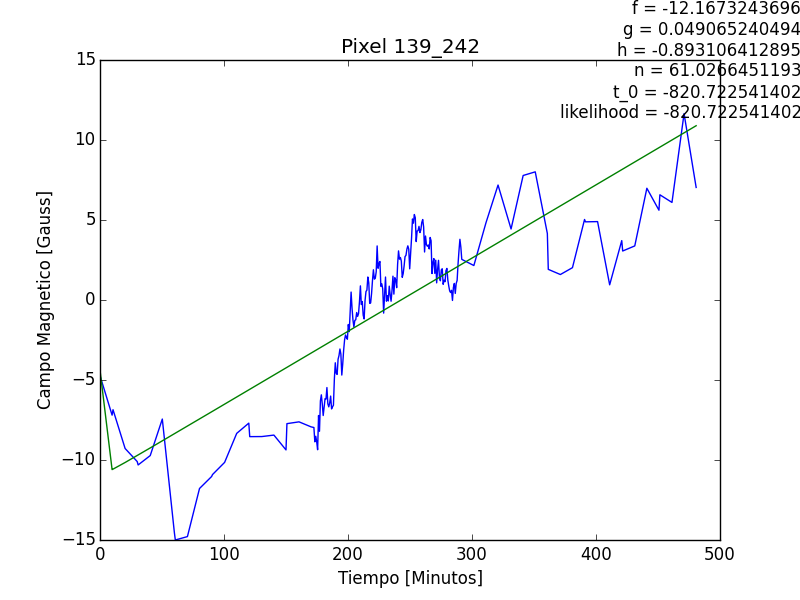 f = -12.1673243696
g = 0.049065240494
h = -0.893106412895
n = 61.0266451193
t_0 = -820.722541402
likelihood = -820.722541402
Pixel 139_242
15
10
5
0
−5
−10
−15
Campo Magnetico [Gauss]
0 100 200 300 400 500
Tiempo [Minutos]